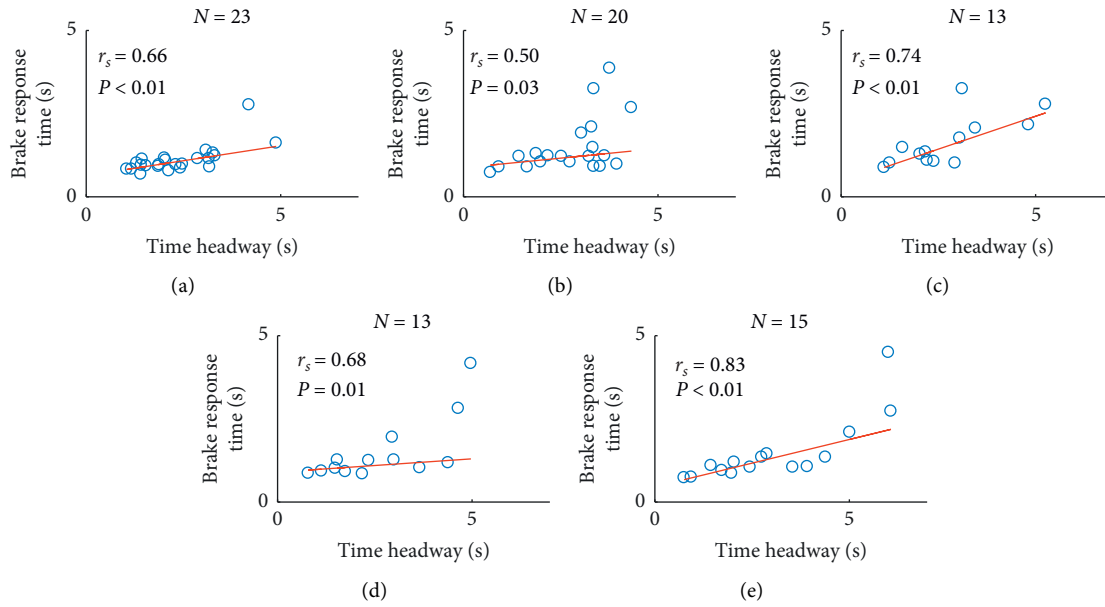 N = 23
Brake response
time (s)
5
0
r_s = 0.66
P < 0.01
0
5
Time headway (s)
(a)
N = 20
Brake response
time (s)
5
0
r_s = 0.50
P = 0.03
0
5
Time headway (s)
(b)
N = 13
Brake response
time (s)
5
0
r_s = 0.74
P < 0.01
0
5
Time headway (s)
(c)
N = 13
Brake response
time (s)
5
0
r_s = 0.68
P = 0.01
0
5
Time headway (s)
(d)
N = 15
Brake response
time (s)
5
0
r_s = 0.83
P < 0.01
0
5
Time headway (s)
(e)